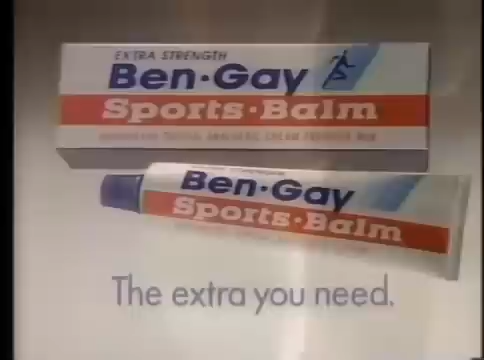 EXTRA STRENGTH
Ben·Gay
Sports·Balm
Ben·Gay
Sports·Balm
The extra you need.